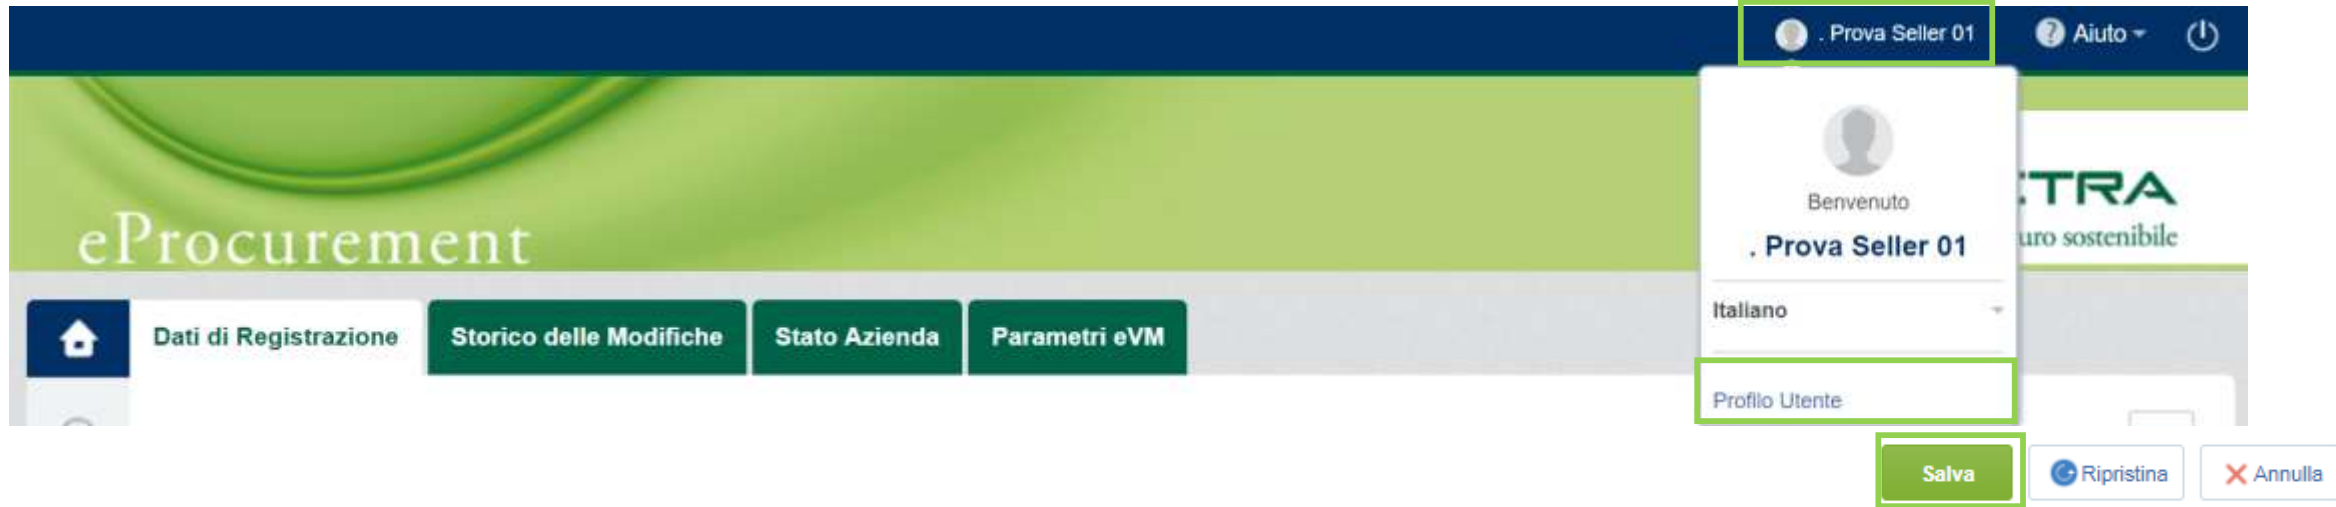 . Prova Seller 01
Aiuto
Benvenuto
. Prova Seller 01
Italiano
Profilo Utente
eProcurement
TRA
uro sostenibile
Dati di Registrazione
Storico delle Modifiche
Stato Azienda
Parametri eVM
Salva
Ripristina
Annulla